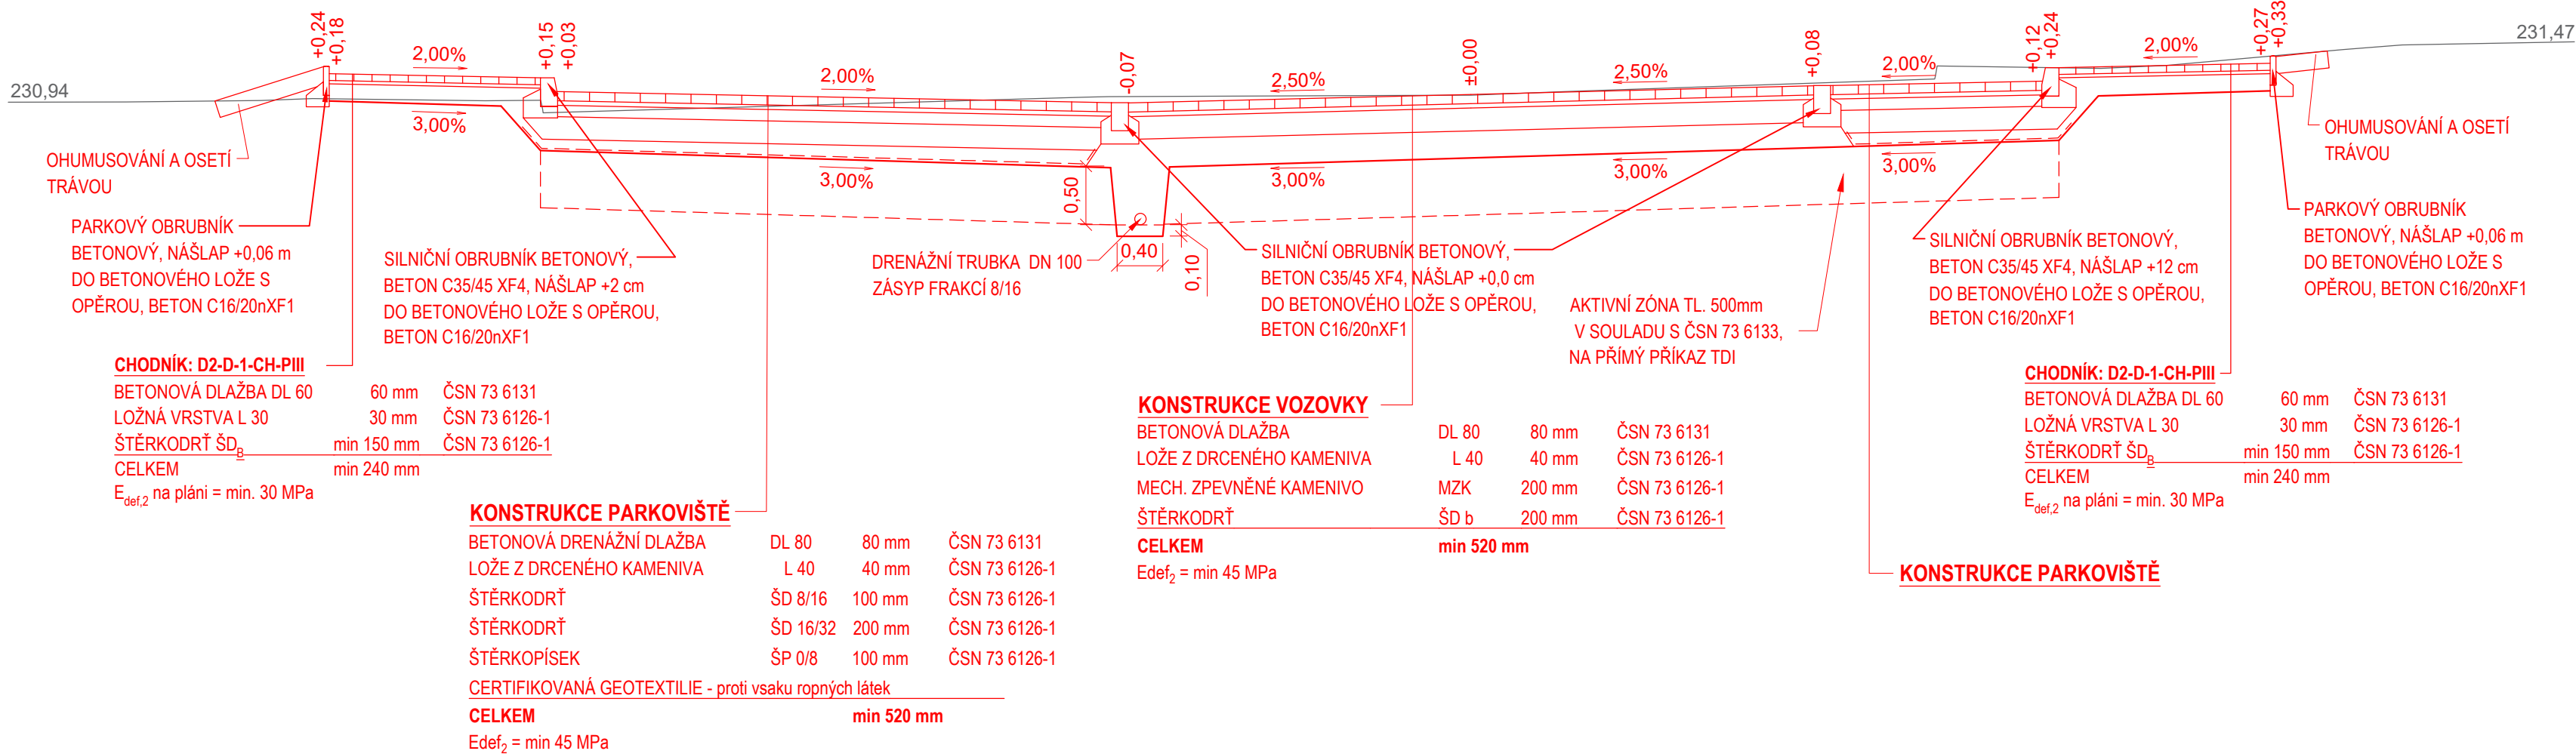 +0,24
+0,18
2,00%
+0,15
+0,03
2,00%
-0,07
2,50%
±0,00
2,50%
+0,08
2,00%
+0,12
+0,24
2,00%
+0,27
+0,33
231,47
230,94
3,00%
3,00%
0,50
3,00%
3,00%
3,00%
0,40
0,10
OHUMUSOVÁNÍ A OSETÍ
TRÁVOU
PARKOVÝ OBRUBNÍK
BETONOVÝ, NÁŠLAP +0,06 m
DO BETONOVÉHO LOŽE S
OPĚROU, BETON C16/20nXF1
SILNIČNÍ OBRUBNÍK BETONOVÝ,
BETON C35/45 XF4, NÁŠLAP +2 cm
DO BETONOVÉHO LOŽE S OPĚROU,
BETON C16/20nXF1
DRENÁŽNÍ TRUBKA DN 100
ZÁSYP FRAKCÍ 8/16
SILNIČNÍ OBRUBNÍK BETONOVÝ,
BETON C35/45 XF4, NÁŠLAP +0,0 cm
DO BETONOVÉHO LOŽE S OPĚROU,
BETON C16/20nXF1
AKTIVNÍ ZÓNA TL. 500mm
V SOULADU S ČSN 73 6133,
NA PŘÍMÝ PŘÍKAZ TDI
SILNIČNÍ OBRUBNÍK BETONOVÝ,
BETON C35/45 XF4, NÁŠLAP +12 cm
DO BETONOVÉHO LOŽE S OPĚROU,
BETON C16/20nXF1
OHUMUSOVÁNÍ A OSETÍ
TRÁVOU
PARKOVÝ OBRUBNÍK
BETONOVÝ, NÁŠLAP +0,06 m
DO BETONOVÉHO LOŽE S
OPĚROU, BETON C16/20nXF1
CHODNÍK: D2-D-1-CH-PIII
BETONOVÁ DLAŽBA DL 60 60 mm ČSN 73 6131
LOŽNÁ VRSTVA L 30 30 mm ČSN 73 6126-1
ŠTĚRKODRŤ ŠDB min 150 mm ČSN 73 6126-1
CELKEM min 240 mm
Edef,2 na pláni = min. 30 MPa
KONSTRUKCE PARKOVIŠTĚ
BETONOVÁ DRENÁŽNÍ DLAŽBA DL 80 80 mm ČSN 73 6131
LOŽE Z DRCENÉHO KAMENIVA L 40 40 mm ČSN 73 6126-1
ŠTĚRKODRŤ ŠD 8/16 100 mm ČSN 73 6126-1
ŠTĚRKODRŤ ŠD 16/32 200 mm ČSN 73 6126-1
ŠTĚRKOPÍSEK ŠP 0/8 100 mm ČSN 73 6126-1
CERTIFIKOVANÁ GEOTEXTILIE - proti vsaku ropných látek
CELKEM min 520 mm
Edef2 = min 45 MPa
KONSTRUKCE VOZOVKY
BETONOVÁ DLAŽBA DL 80 80 mm ČSN 73 6131
LOŽE Z DRCENÉHO KAMENIVA L 40 40 mm ČSN 73 6126-1
MECH. ZPEVNĚNÉ KAMENIVO MZK 200 mm ČSN 73 6126-1
ŠTĚRKODRŤ ŠD b 200 mm ČSN 73 6126-1
CELKEM min 520 mm
Edef2 = min 45 MPa
CHODNÍK: D2-D-1-CH-PIII
BETONOVÁ DLAŽBA DL 60 60 mm ČSN 73 6131
LOŽNÁ VRSTVA L 30 30 mm ČSN 73 6126-1
ŠTĚRKODRŤ ŠDB min 150 mm ČSN 73 6126-1
CELKEM min 240 mm
Edef,2 na pláni = min. 30 MPa
KONSTRUKCE PARKOVIŠTĚ